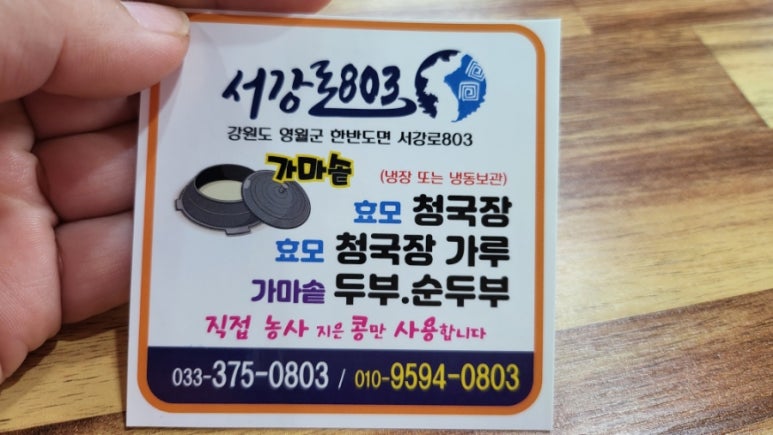 서강로803
강원도 영월군 한반도면 서강로803
가마솥
(냉장 또는 냉동보관)
효모 청국장
효모 청국장 가루
가마솥 두부.순두부
직접 농사 지은 콩만 사용합니다
033-375-0803 / 010-9594-0803